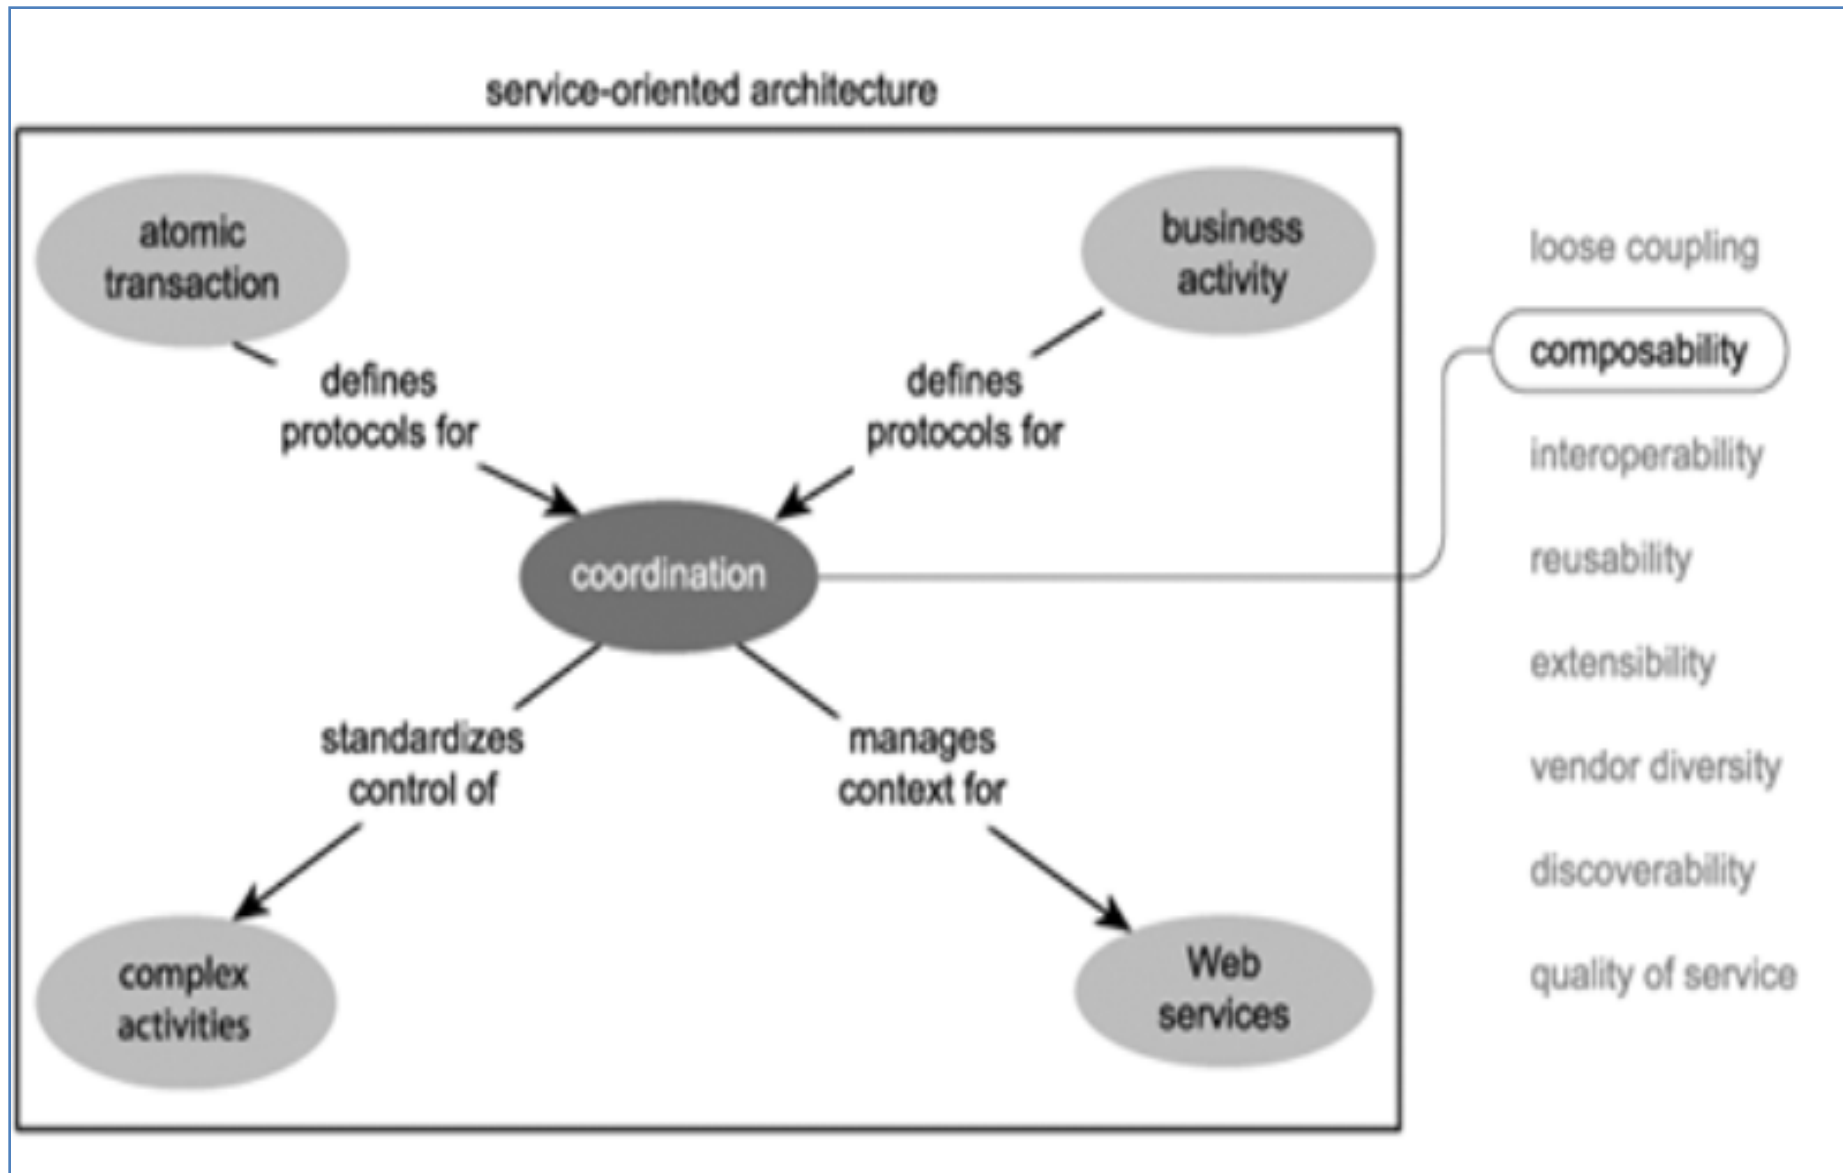 service-oriented architecture
atomic
transaction
business
activity
defines
protocols for
defines
protocols for
coordination
standardizes
control of
manages
context for
complex
activities
Web
services
loose coupling
composability
interoperability
reusability
extensibility
vendor diversity
discoverability
quality of service